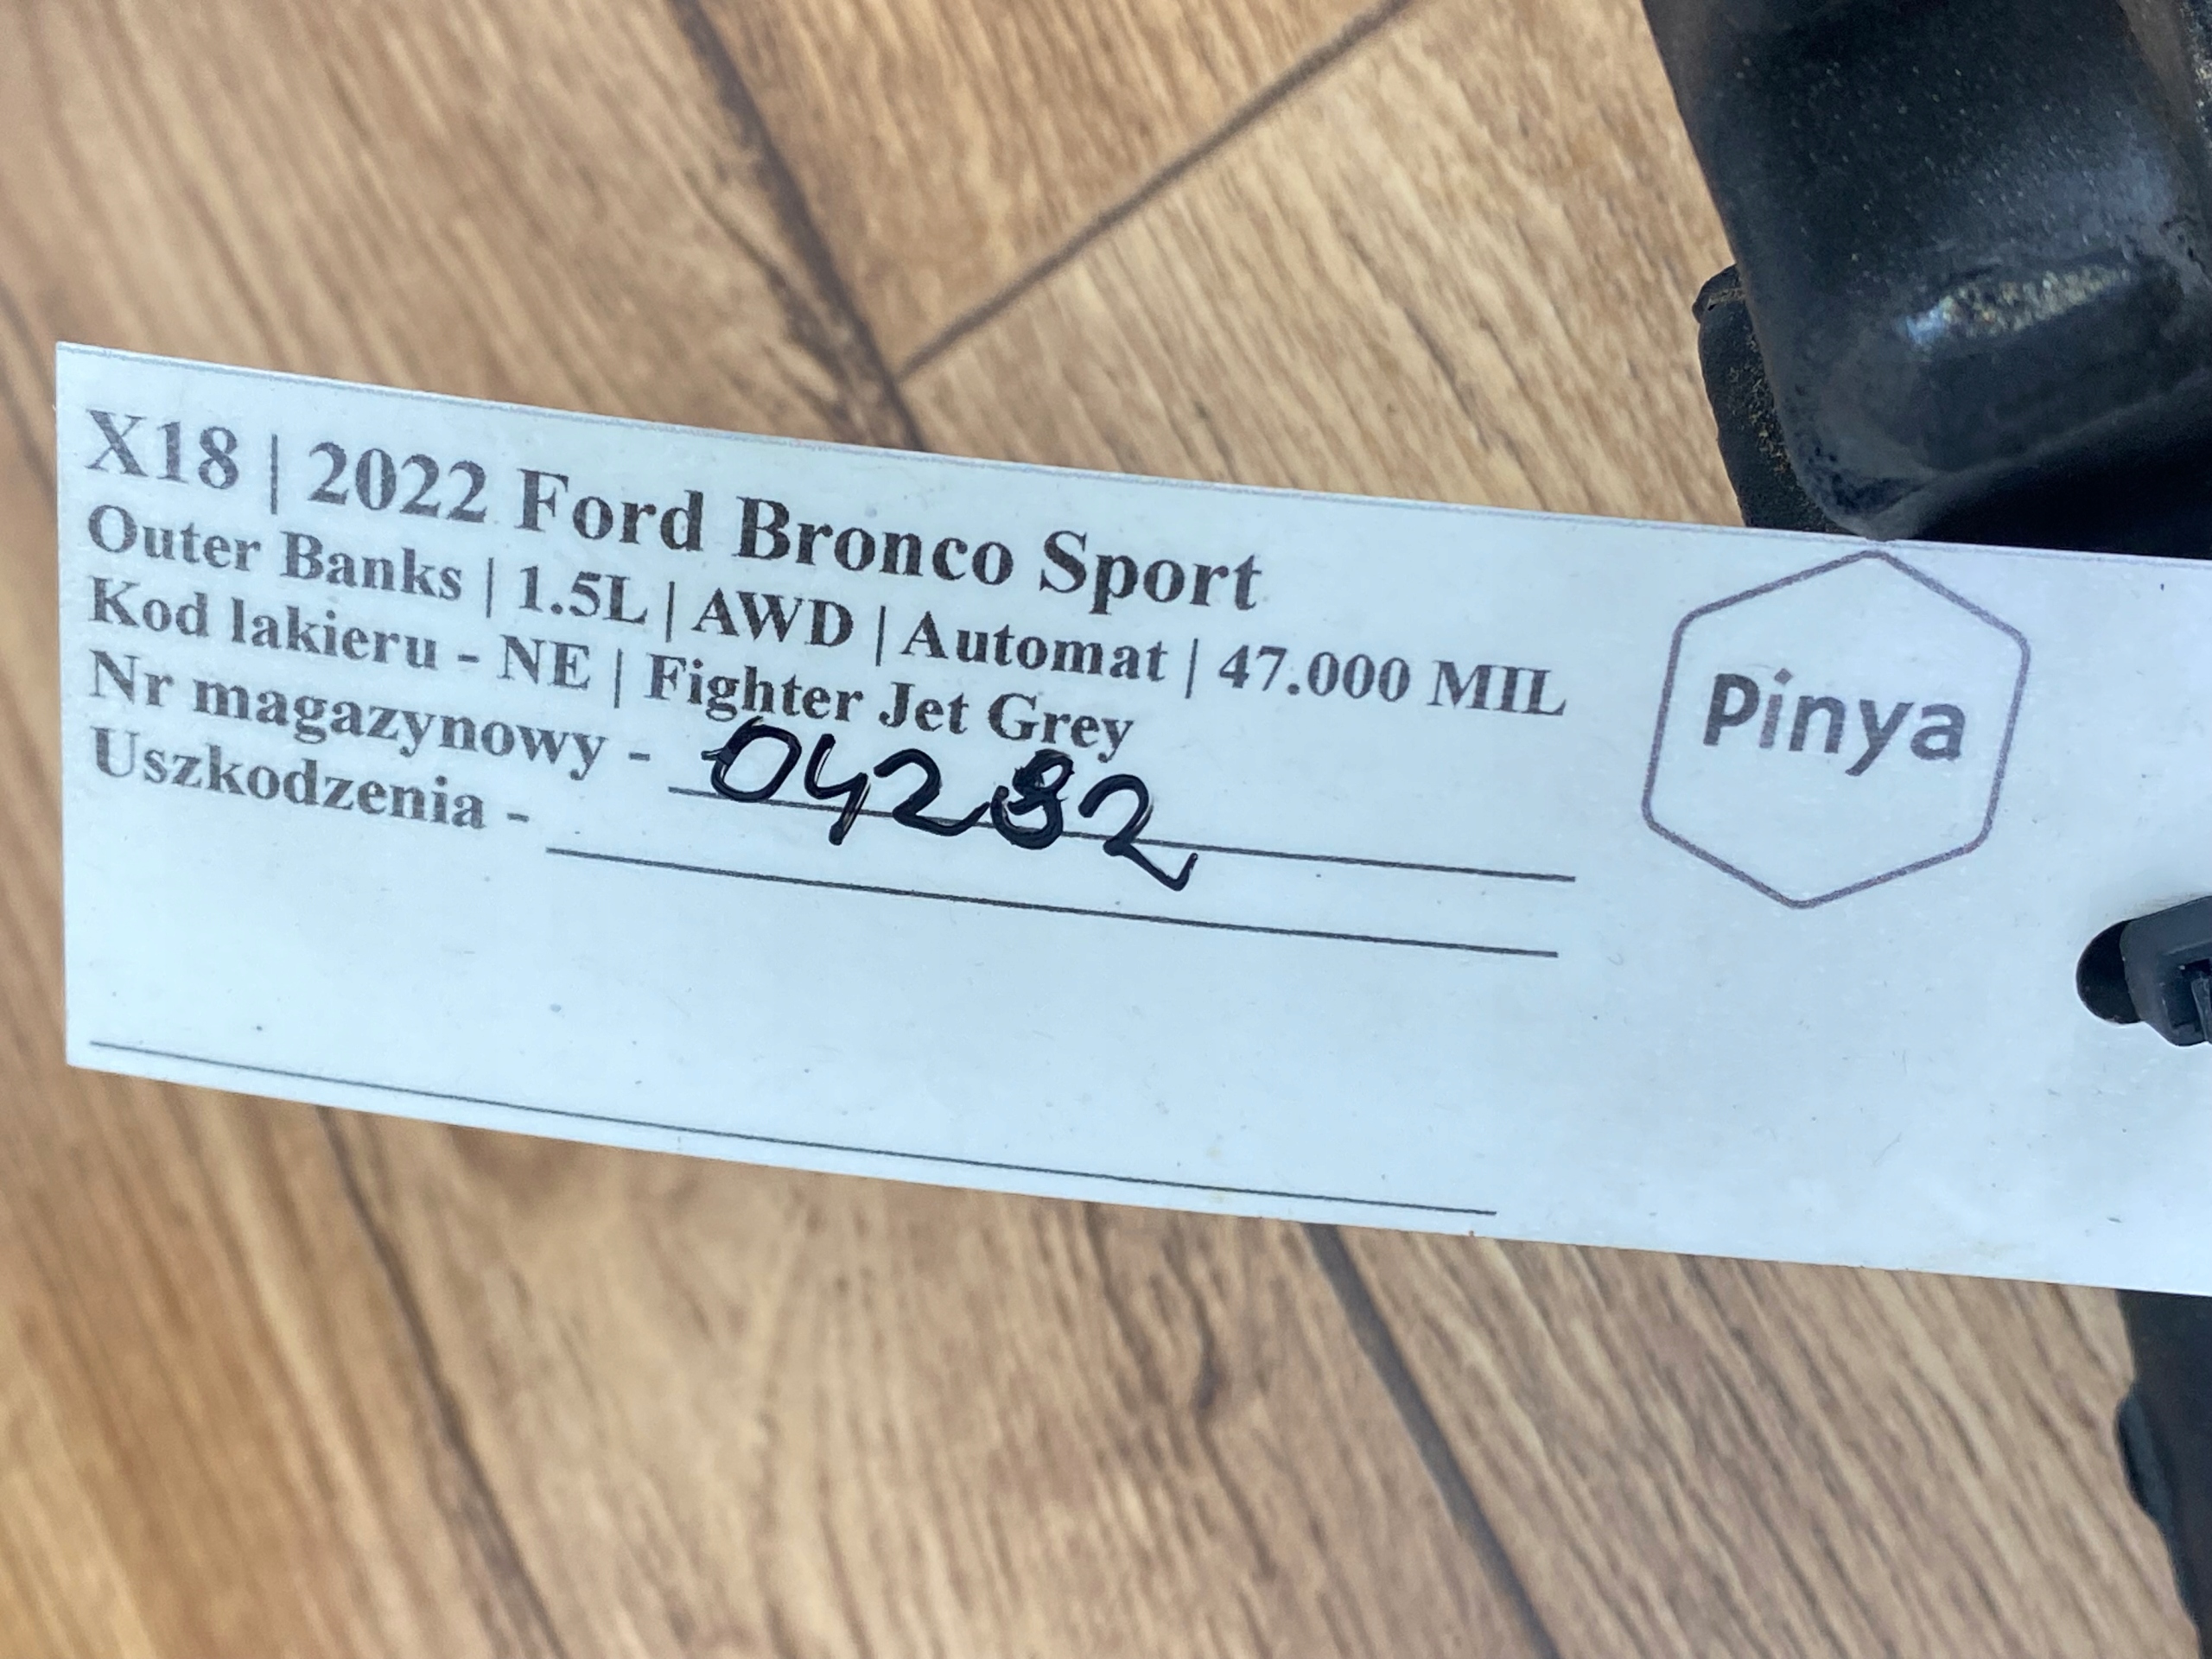 X18 | 2022 Ford Bronco Sport
Outer Banks | 1.5L | AWD | Automat | 47.000 MIL
Kod lakieru - NE | Fighter Jet Grey
Nr magazynowy - 04282
Uszkodzenia -
Pinya